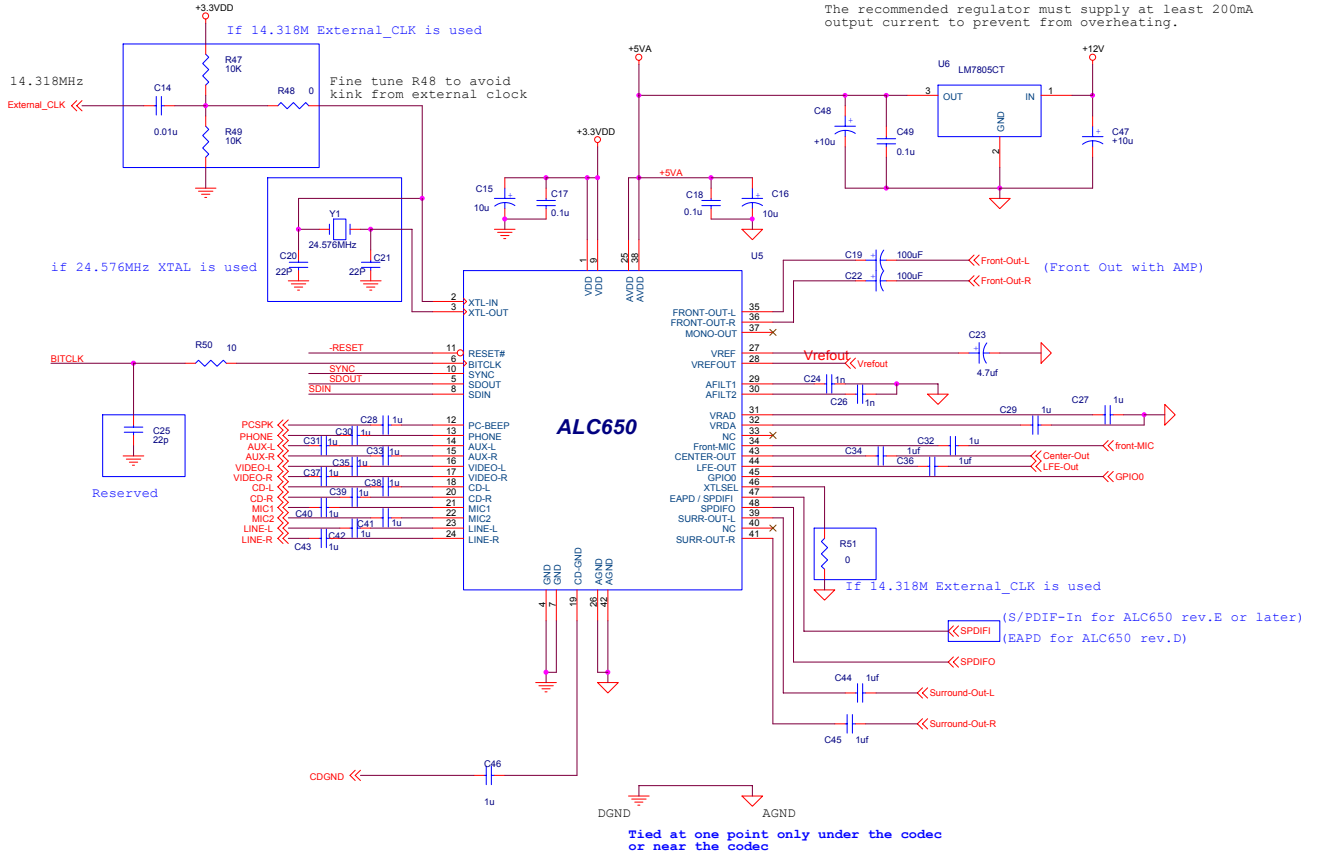 The recommended regulator must supply at least 200mA
output current to prevent from overheating.
+3.3VDD
If 14.318M External_CLK is used
R47
10K
14.318MHz
C14
R48 0
Fine tune R48 to avoid
kink from external clock
External_CLK
0.01u
R49
10K
+5VA
+12V
U6
LM7805CT
3 OUT
IN 1
GND
2
C48
+10u
C49
0.1u
C47
+10u
+3.3VDD
C15
10u
C17
0.1u
+5VA
C18
0.1u
C16
10u
Y1
24.576MHz
C20
22P
C21
22P
if 24.576MHz XTAL is used
U5
1
9
25
38
VDD
VDD
AVDD
AVDD
C19
100uF
Front-Out-L
(Front Out with AMP)
C22
100uF
Front-Out-R
2 XTL-IN
3 XTL-OUT
FRONT-OUT-L 35
FRONT-OUT-R 36
MONO-OUT 37
R50 10
BITCLK
-RESET
11 RESET#
6 BITCLK
SYNC
10 SYNC
SDOUT
5 SDOUT
SDIN
8 SDIN
VREF 27
VREFOUT 28
Vrefout
Vrefout
C23
4.7uf
AFILT1 29
AFILT2 30
C24 1n
C26 1n
C25
22p
Reserved
ALC650
VRAD 31
VRDA 32
C29 1u
C27 1u
NC 33
Front-MIC 34
C32 1u
front-MIC
CENTER-OUT 43
C34 1uf
Center-Out
LFE-OUT 44
C36 1uf
LFE-Out
GPIO0 45
GPIO0
XTLSEL 46
EAPD / SPDIFI 47
SPDIFO 48
SURR-OUT-L 39
NC 40
SURR-OUT-R 41
PCSPK C28 1u 12 PC-BEEP
PHONE C30 1u 13 PHONE
AUX-L C31 1u 14 AUX-L
AUX-R C33 1u 15 AUX-R
VIDEO-L C35 1u 16 VIDEO-L
VIDEO-R C37 1u 17 VIDEO-R
CD-L C38 1u 18 CD-L
CD-R C39 1u 20 CD-R
MIC1 C40 1u 21 MIC1
MIC2 C41 1u 22 MIC2
LINE-L C42 1u 23 LINE-L
LINE-R C43 1u 24 LINE-R
R51
0
If 14.318M External_CLK is used
GND
GND
CD-GND
AGND
AGND
4
7
19
26
42
SPDIFI
(S/PDIF-In for ALC650 rev.E or later)
(EAPD for ALC650 rev.D)
SPDIFO
C44 1uf
Surround-Out-L
Surround-Out-R
C45 1uf
CDGND
C46
1u
DGND
AGND
Tied at one point only under the codec
or near the codec